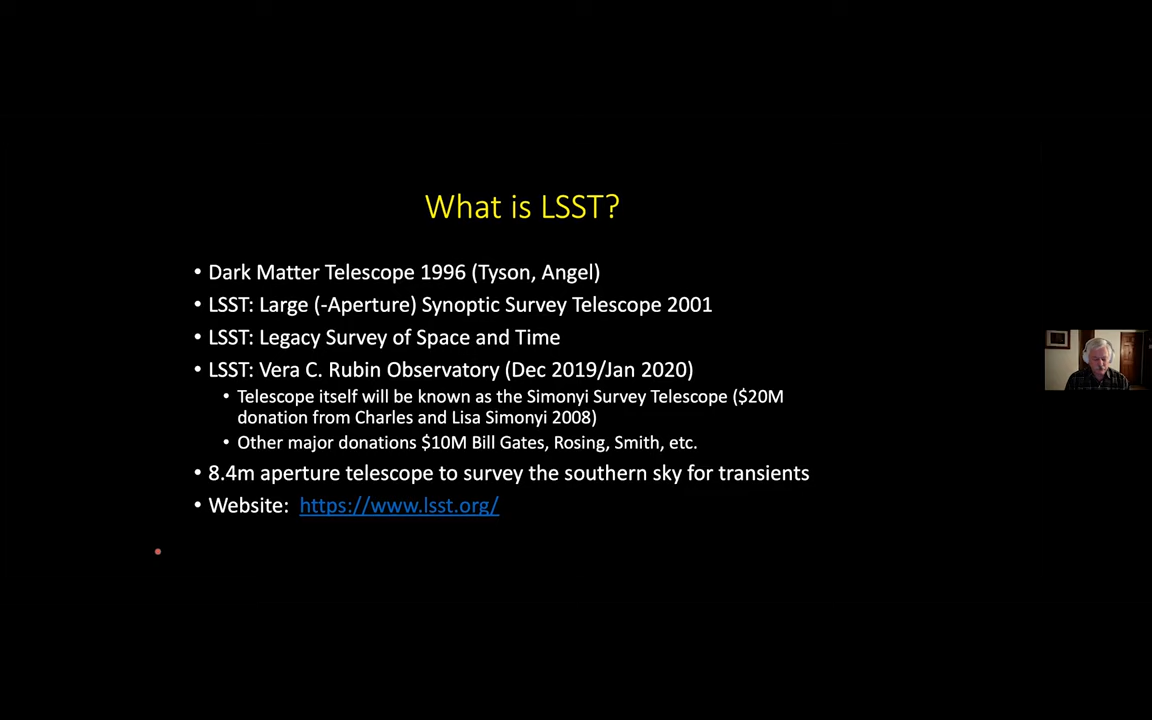 What is LSST?
• Dark Matter Telescope 1996 (Tyson, Angel)
• LSST: Large (-Aperture) Synoptic Survey Telescope 2001
• LSST: Legacy Survey of Space and Time
• LSST: Vera C. Rubin Observatory (Dec 2019/Jan 2020)
• Telescope itself will be known as the Simonyi Survey Telescope ($20M
donation from Charles and Lisa Simonyi 2008)
• Other major donations $10M Bill Gates, Rosing, Smith, etc.
• 8.4m aperture telescope to survey the southern sky for transients
• Website: https://www.lsst.org/